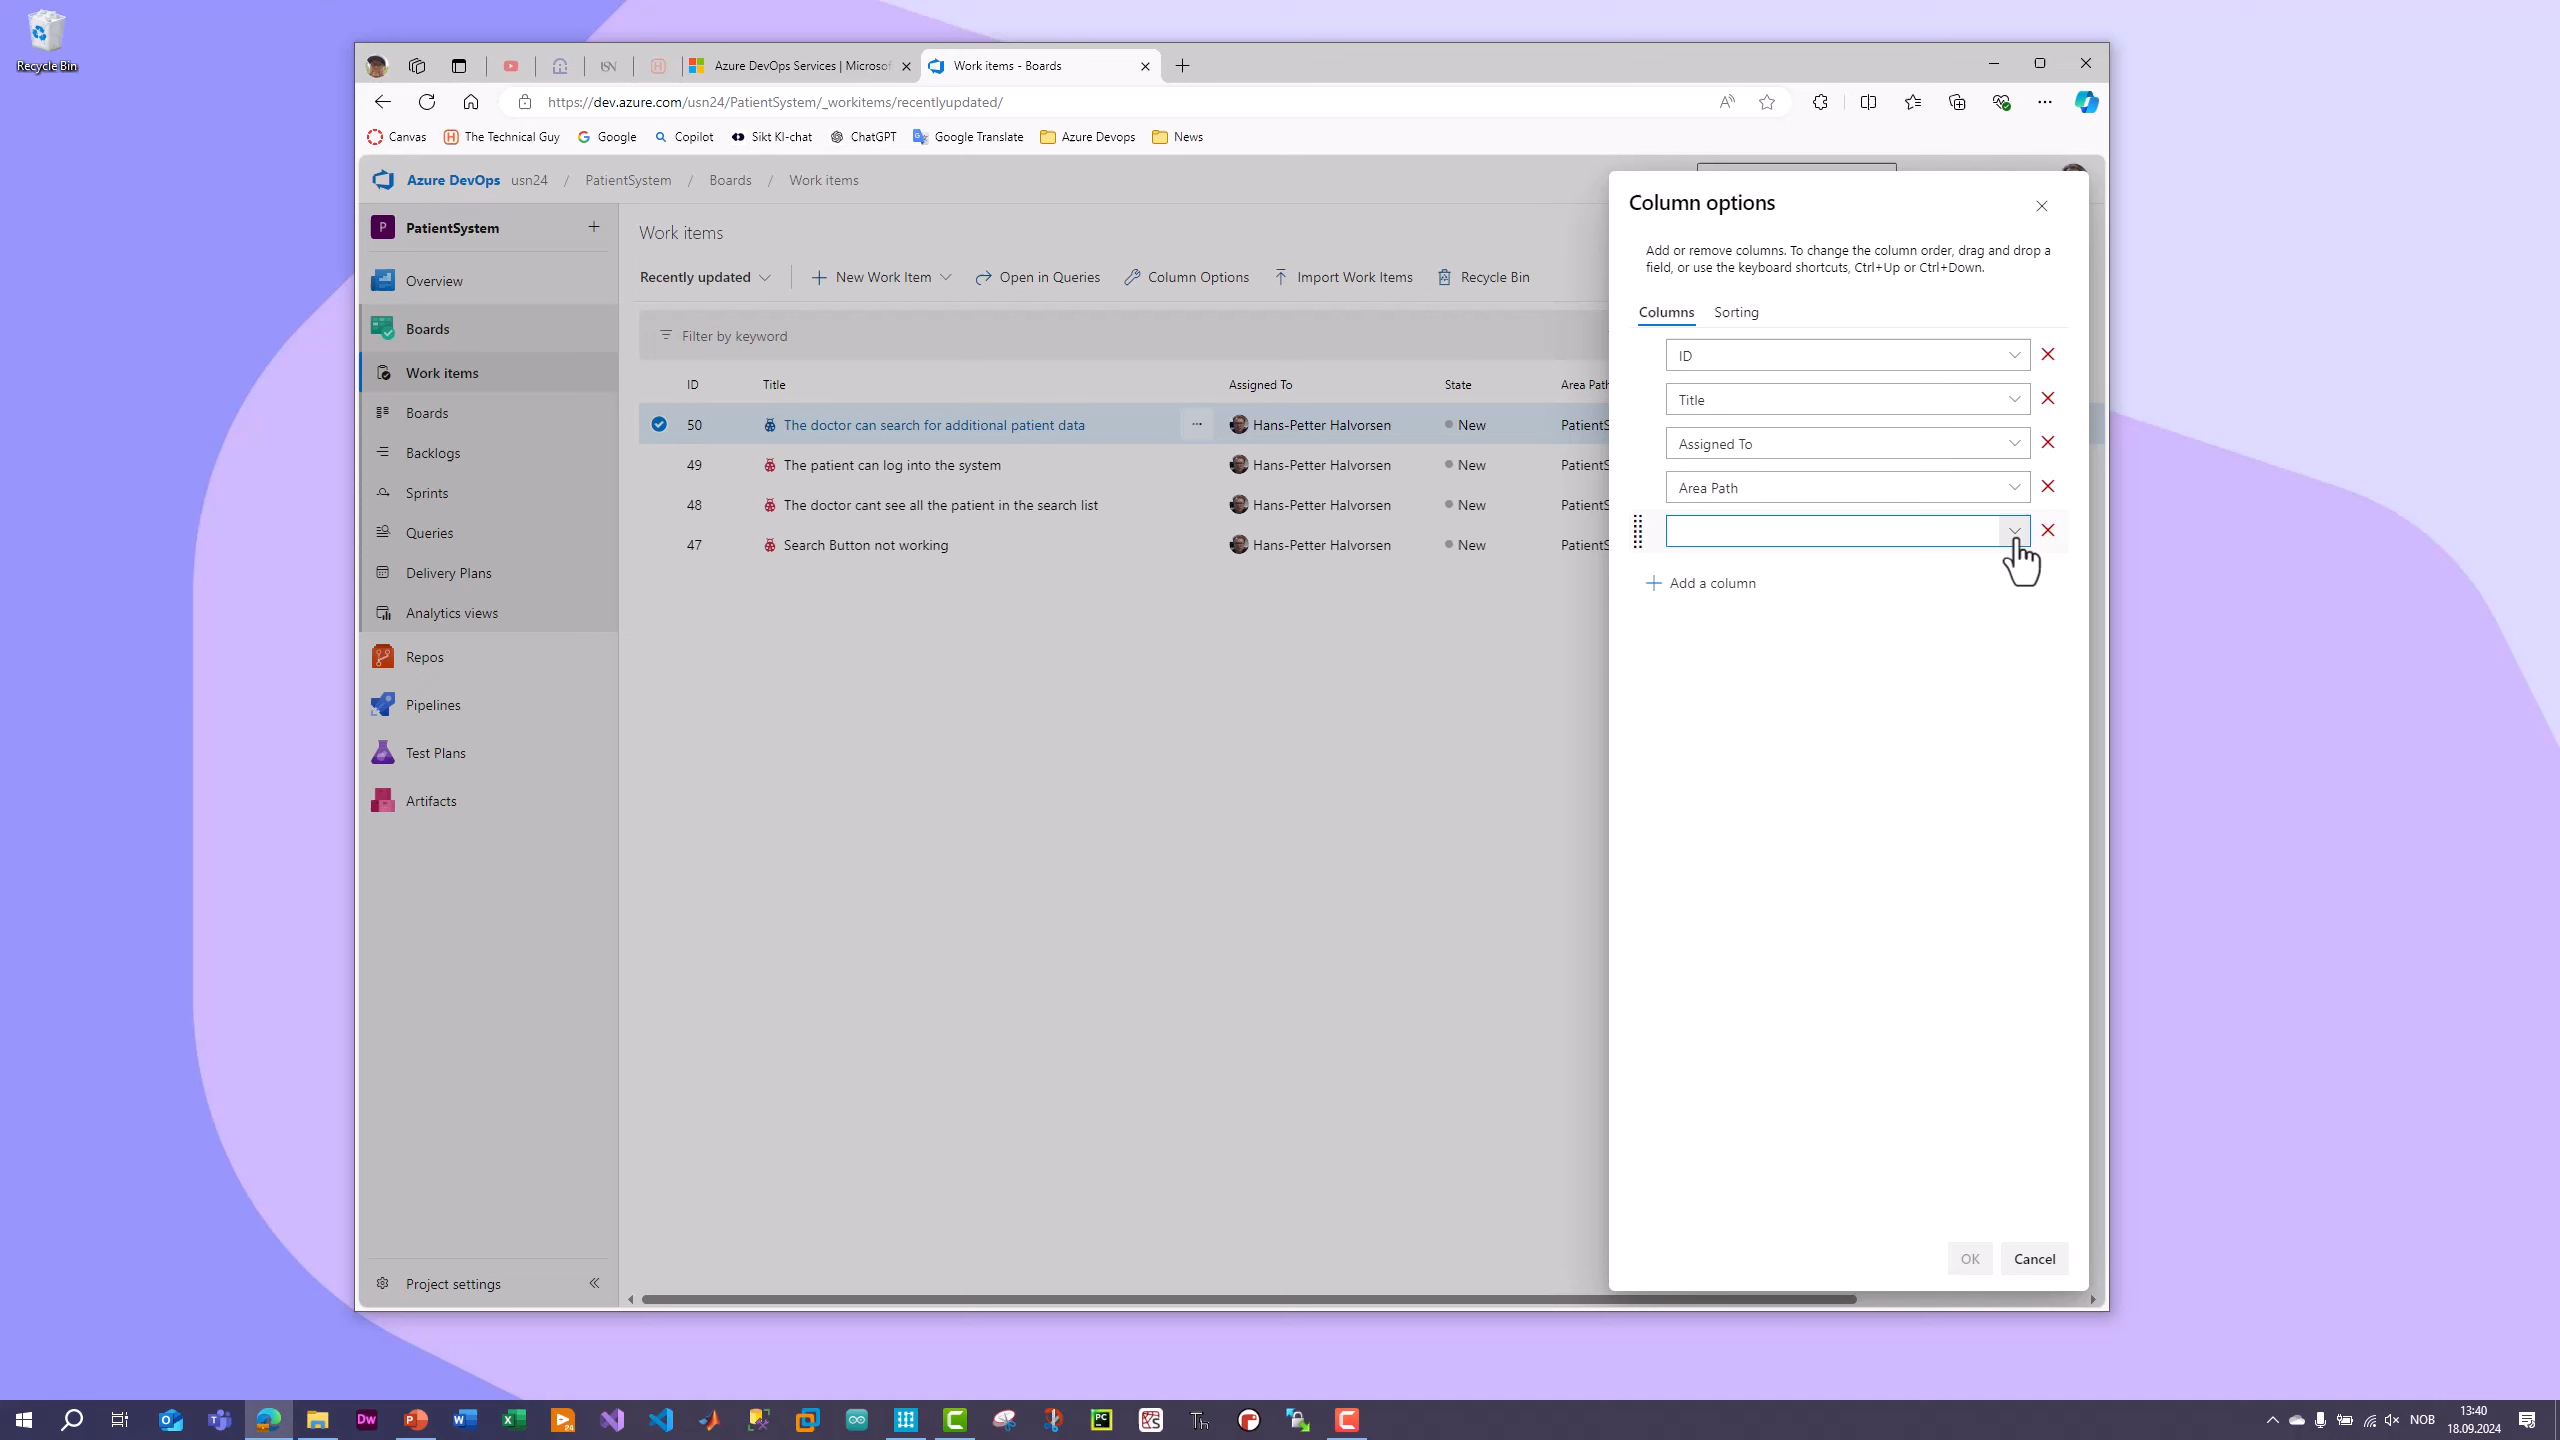 Recycle Bin
Azure DevOps Services | Microsof
Work items - Boards
https://dev.azure.com/usn24/PatientSystem/_workitems/recentlyupdated/
Canvas
The Technical Guy
Google
Copilot
Sikt KI-chat
ChatGPT
Google Translate
Azure Devops
News
Azure DevOps usn24 / PatientSystem / Boards / Work items
P PatientSystem
Overview
Boards
Work items
Boards
Backlogs
Sprints
Queries
Delivery Plans
Analytics views
Repos
Pipelines
Test Plans
Artifacts
Project settings
Work items
Recently updated
New Work Item
Open in Queries
Column Options
Import Work Items
Recycle Bin
Filter by keyword
ID Title Assigned To State Area Path
50 The doctor can search for additional patient data Hans-Petter Halvorsen New PatientS
49 The patient can log into the system Hans-Petter Halvorsen New PatientS
48 The doctor cant see all the patient in the search list Hans-Petter Halvorsen New PatientS
47 Search Button not working Hans-Petter Halvorsen New PatientS
Column options
Add or remove columns. To change the column order, drag and drop a
field, or use the keyboard shortcuts, Ctrl+Up or Ctrl+Down.
Columns Sorting
ID
Title
Assigned To
Area Path
Add a column
OK Cancel
NOB
13:40
18.09.2024